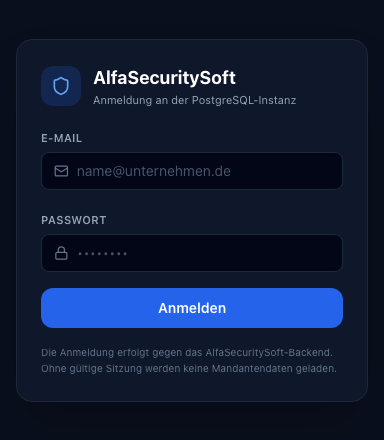 AlfaSecuritySoft
Anmeldung an der PostgreSQL-Instanz
E-MAIL
name@unternehmen.de
PASSWORT
••••••••
Anmelden
Die Anmeldung erfolgt gegen das AlfaSecuritySoft-Backend.
Ohne gültige Sitzung werden keine Mandantendaten geladen.